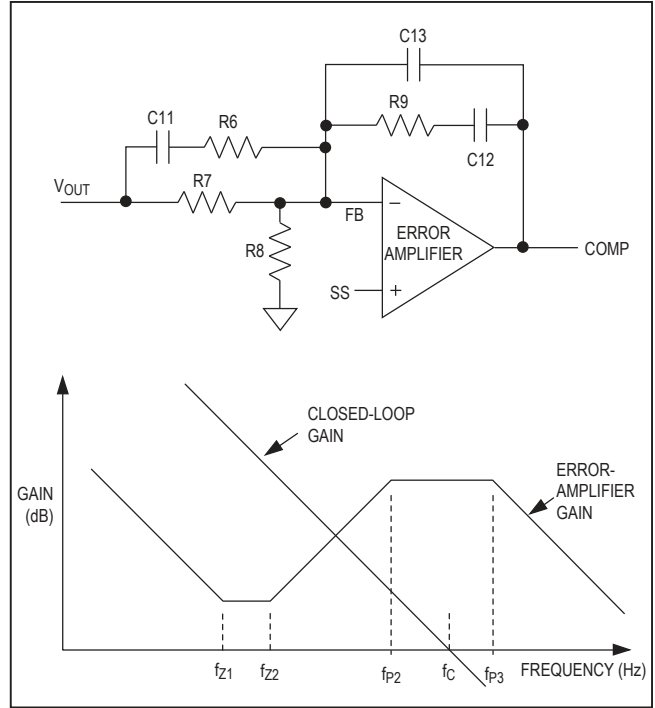 C13
R9
C11
R6
C12
VOUT
R7
FB
R8
ERROR
AMPLIFIER
COMP
SS
CLOSED-LOOP
GAIN
GAIN
(dB)
ERROR-
AMPLIFIER
GAIN
fZ1
fZ2
fP2
fC
fP3
FREQUENCY (Hz)